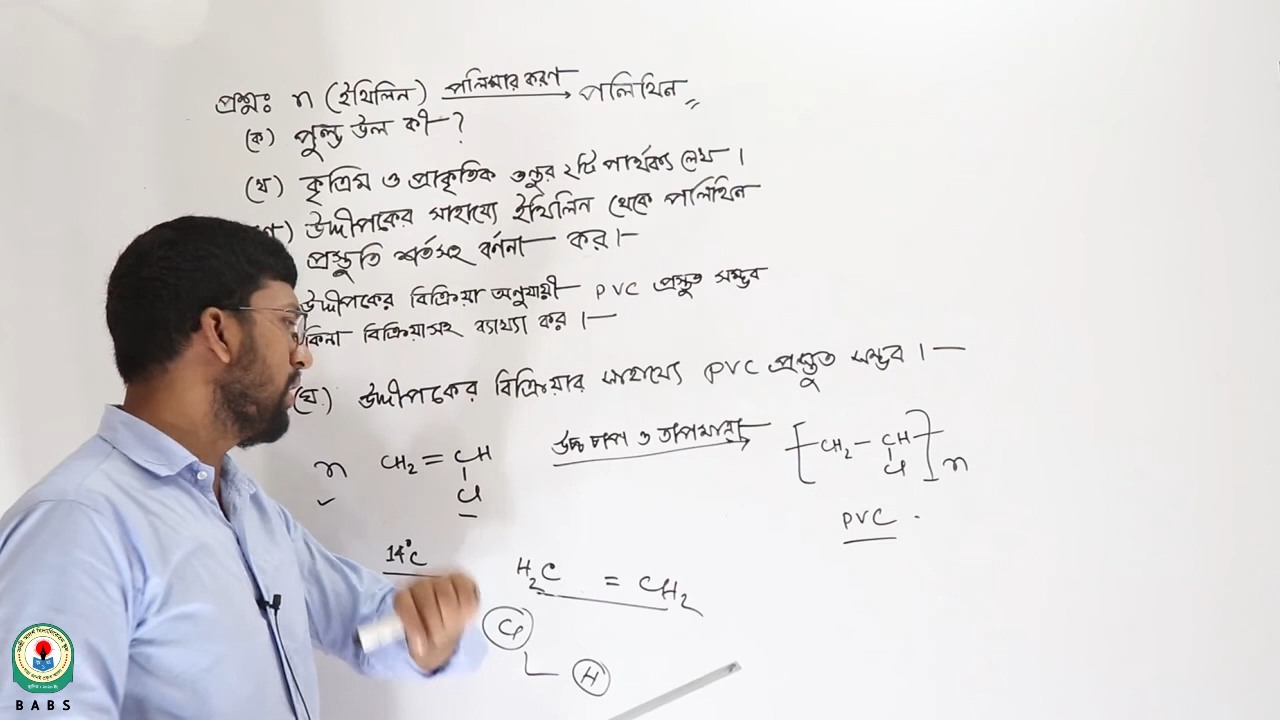 প্রশ্নঃ n (ইথিলিন) পলিমারকরণ পলিথিন
(ক) পুল্ড উল কী ?
(খ) কৃত্রিম ও প্রাকৃতিক তন্তুর ২টি পার্থক্য লেখ ।
) উদ্দীপকের সাহায্যে ইথিলিন থেকে পলিথিন
প্রস্তুতি শর্তসহ বর্ননা কর ।
উদ্দীপকের বিক্রিয়া অনুযায়ী PVC প্রস্তুত সম্ভব
কিনা বিক্রিয়াসহ ব্যাখ্যা কর ।
(ঘ) উদ্দীপকের বিক্রিয়ার সাহায্যে PVC প্রস্তুত সম্ভব ।
n CH₂ = CH উচ্চ চাপ ও তাপমাত্রা [CH₂ – CH]n
Cl Cl
PVC
14°C
H₂C = CH₂
Cl H
BABS